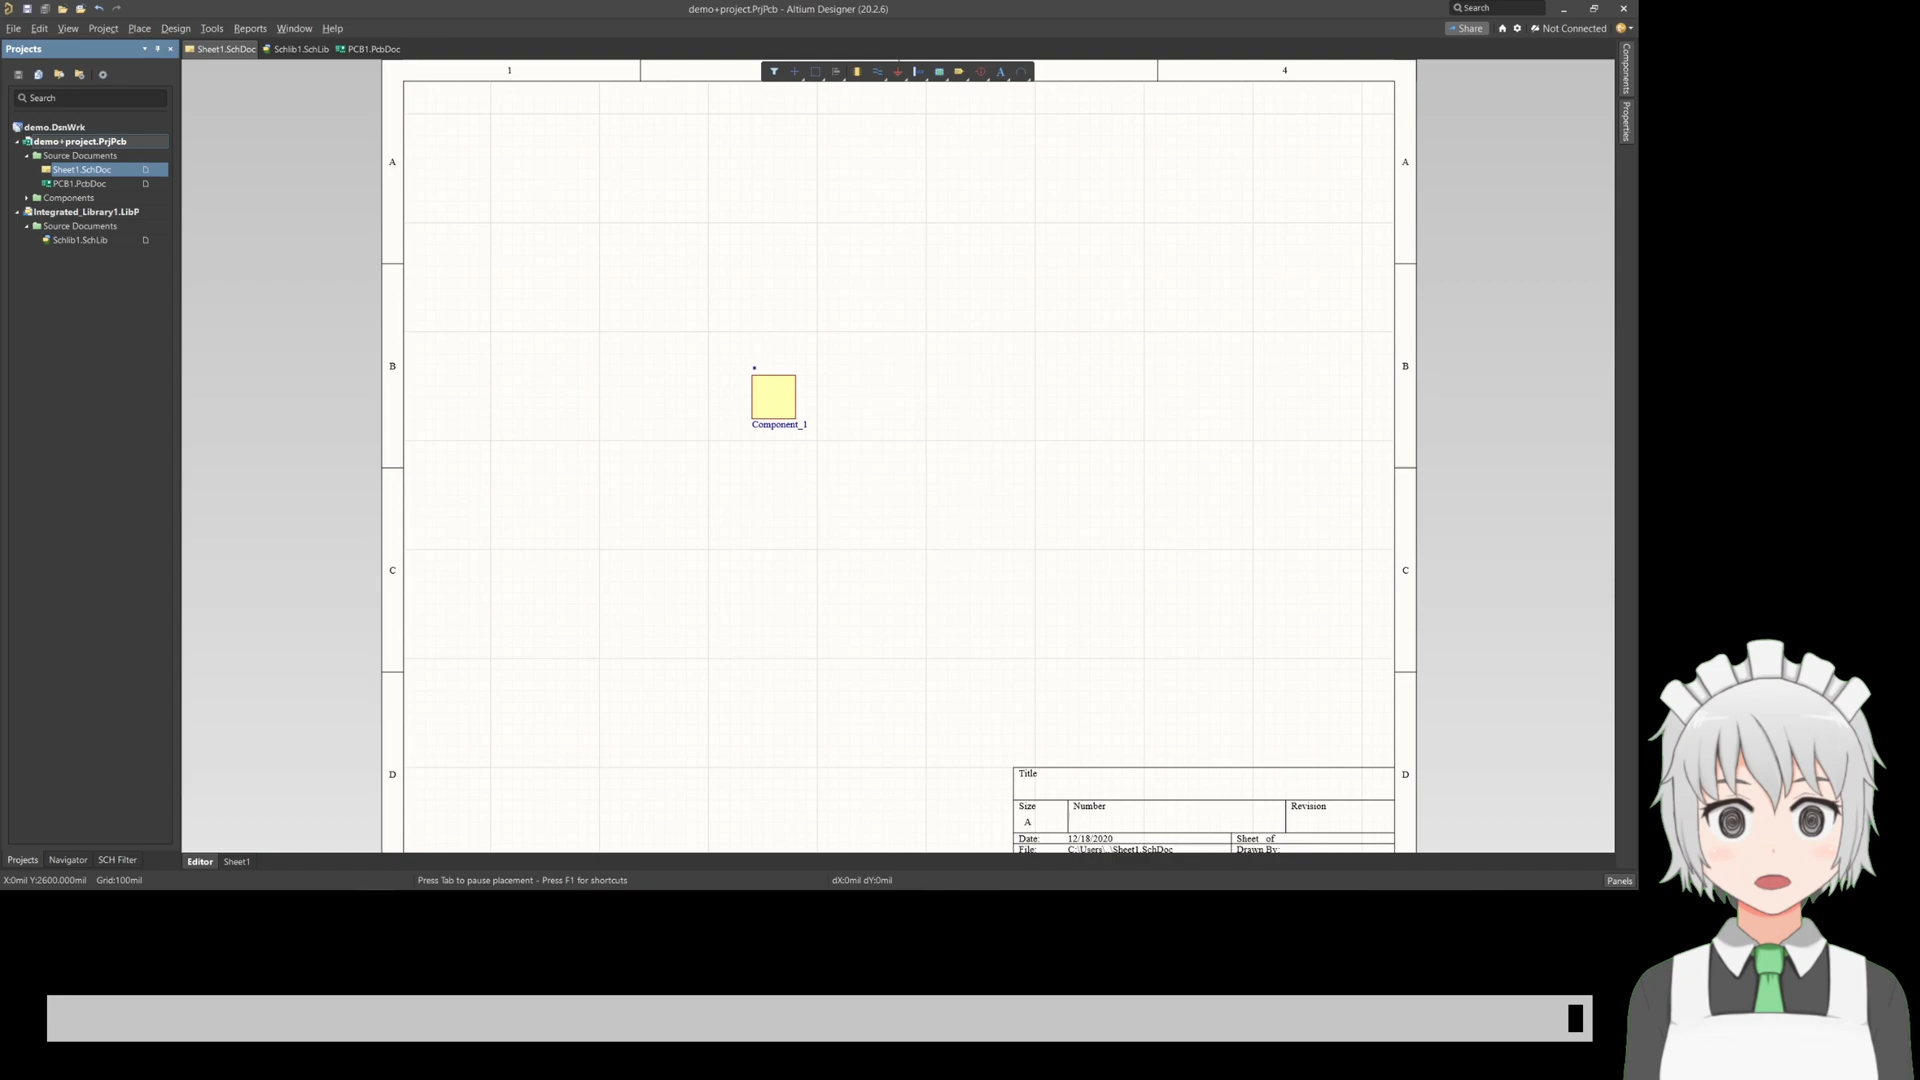 demo+project.PrjPcb - Altium Designer (20.2.6)
Search
File Edit View Project Place Design Tools Reports Window Help
Share
Not Connected
Projects
Sheet1.SchDoc Schlib1.SchLib PCB1.PcbDoc
Search
demo.DsnWrk
demo+project.PrjPcb
Source Documents
Sheet1.SchDoc
PCB1.PcbDoc
Components
Integrated_Library1.LibP
Source Documents
Schlib1.SchLib
1 4
A A
B B
C C
D D
*
Component_1
Title
Size Number Revision
A
Date: 12/18/2020 Sheet of
File: C:\Users\..\Sheet1.SchDoc Drawn By:
Components
Properties
Projects Navigator SCH Filter
Editor Sheet1
X:0mil Y:2600.000mil Grid:100mil
Press Tab to pause placement - Press F1 for shortcuts
dX:0mil dY:0mil
Panels